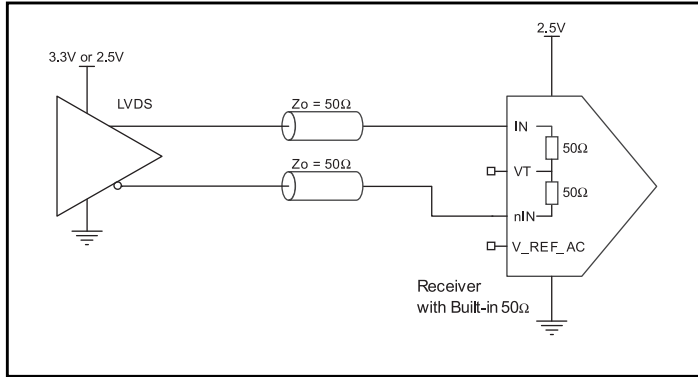 2.5V
3.3V or 2.5V
LVDS
Zo = 50Ω
IN
50Ω
Zo = 50Ω
VT
50Ω
nIN
V_REF_AC
Receiver
with Built-in 50Ω